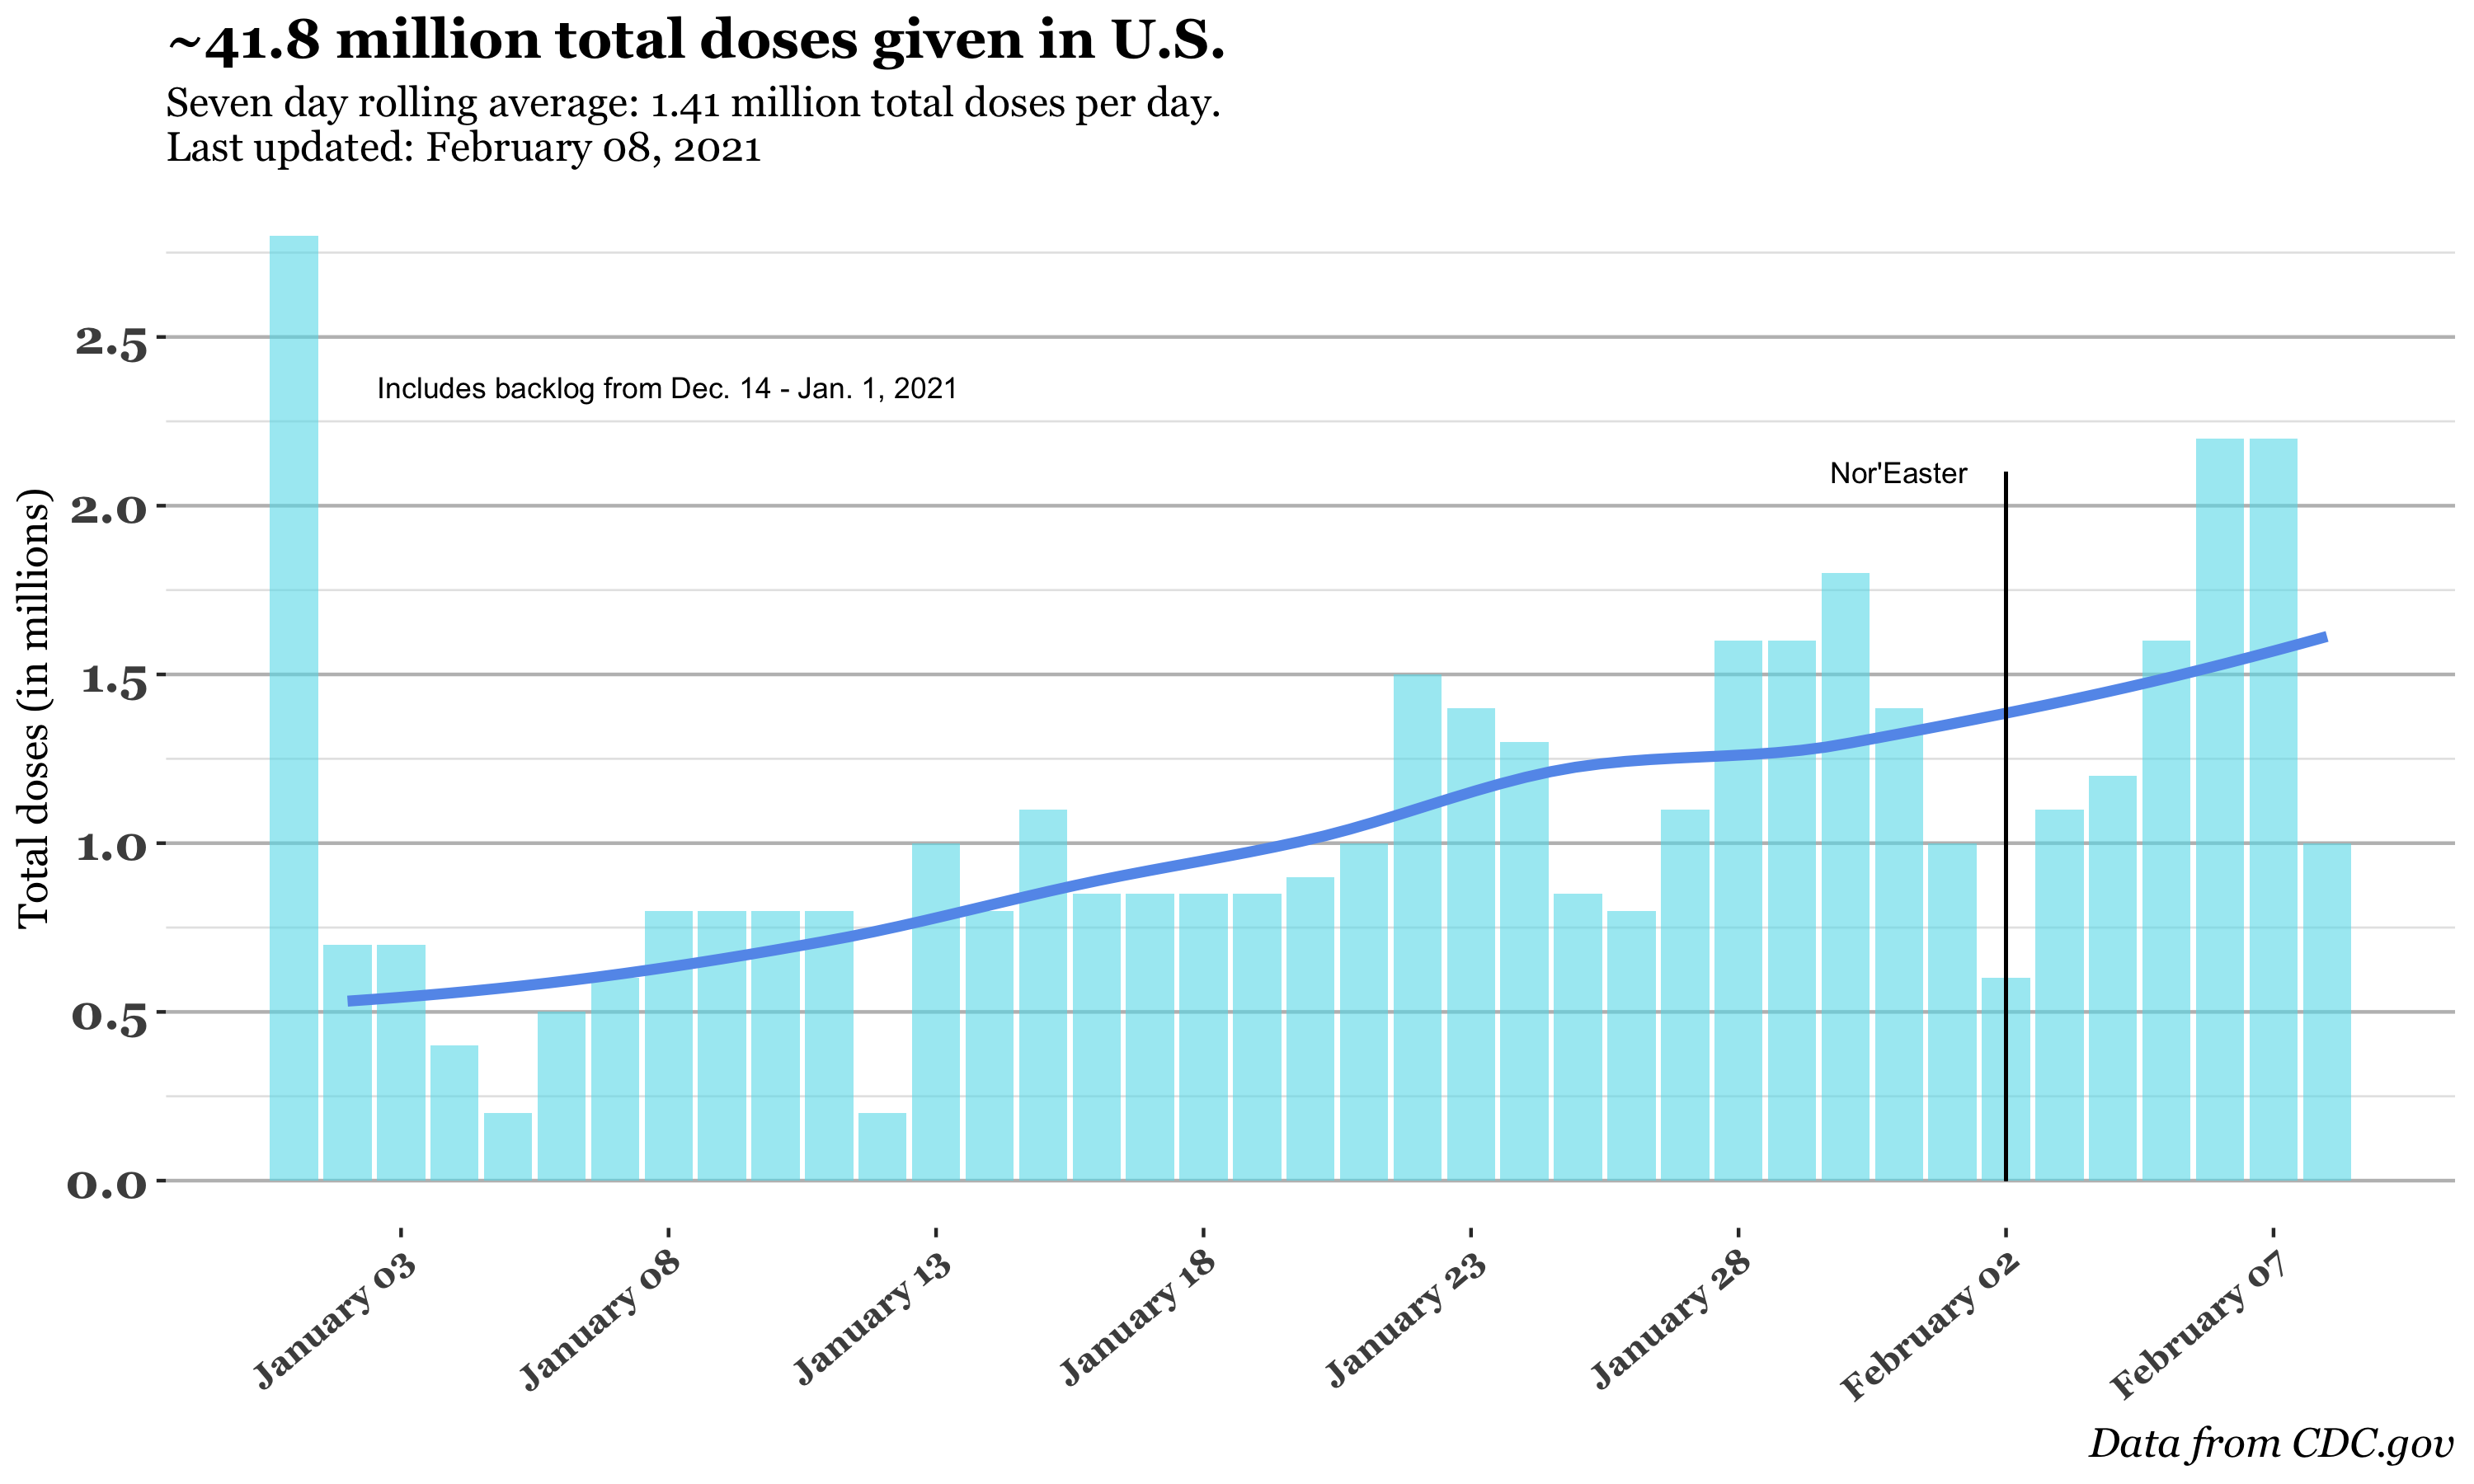 ~41.8 million total doses given in U.S.
Seven day rolling average: 1.41 million total doses per day.
Last updated: February 08, 2021
2.5
Includes backlog from Dec. 14 - Jan. 1, 2021
Nor'Easter
2.0
1.5
1.0
0.5
0.0
Total doses (in millions)
January 03
January 08
January 13
January 18
January 23
January 28
February 02
February 07
Data from CDC.gov